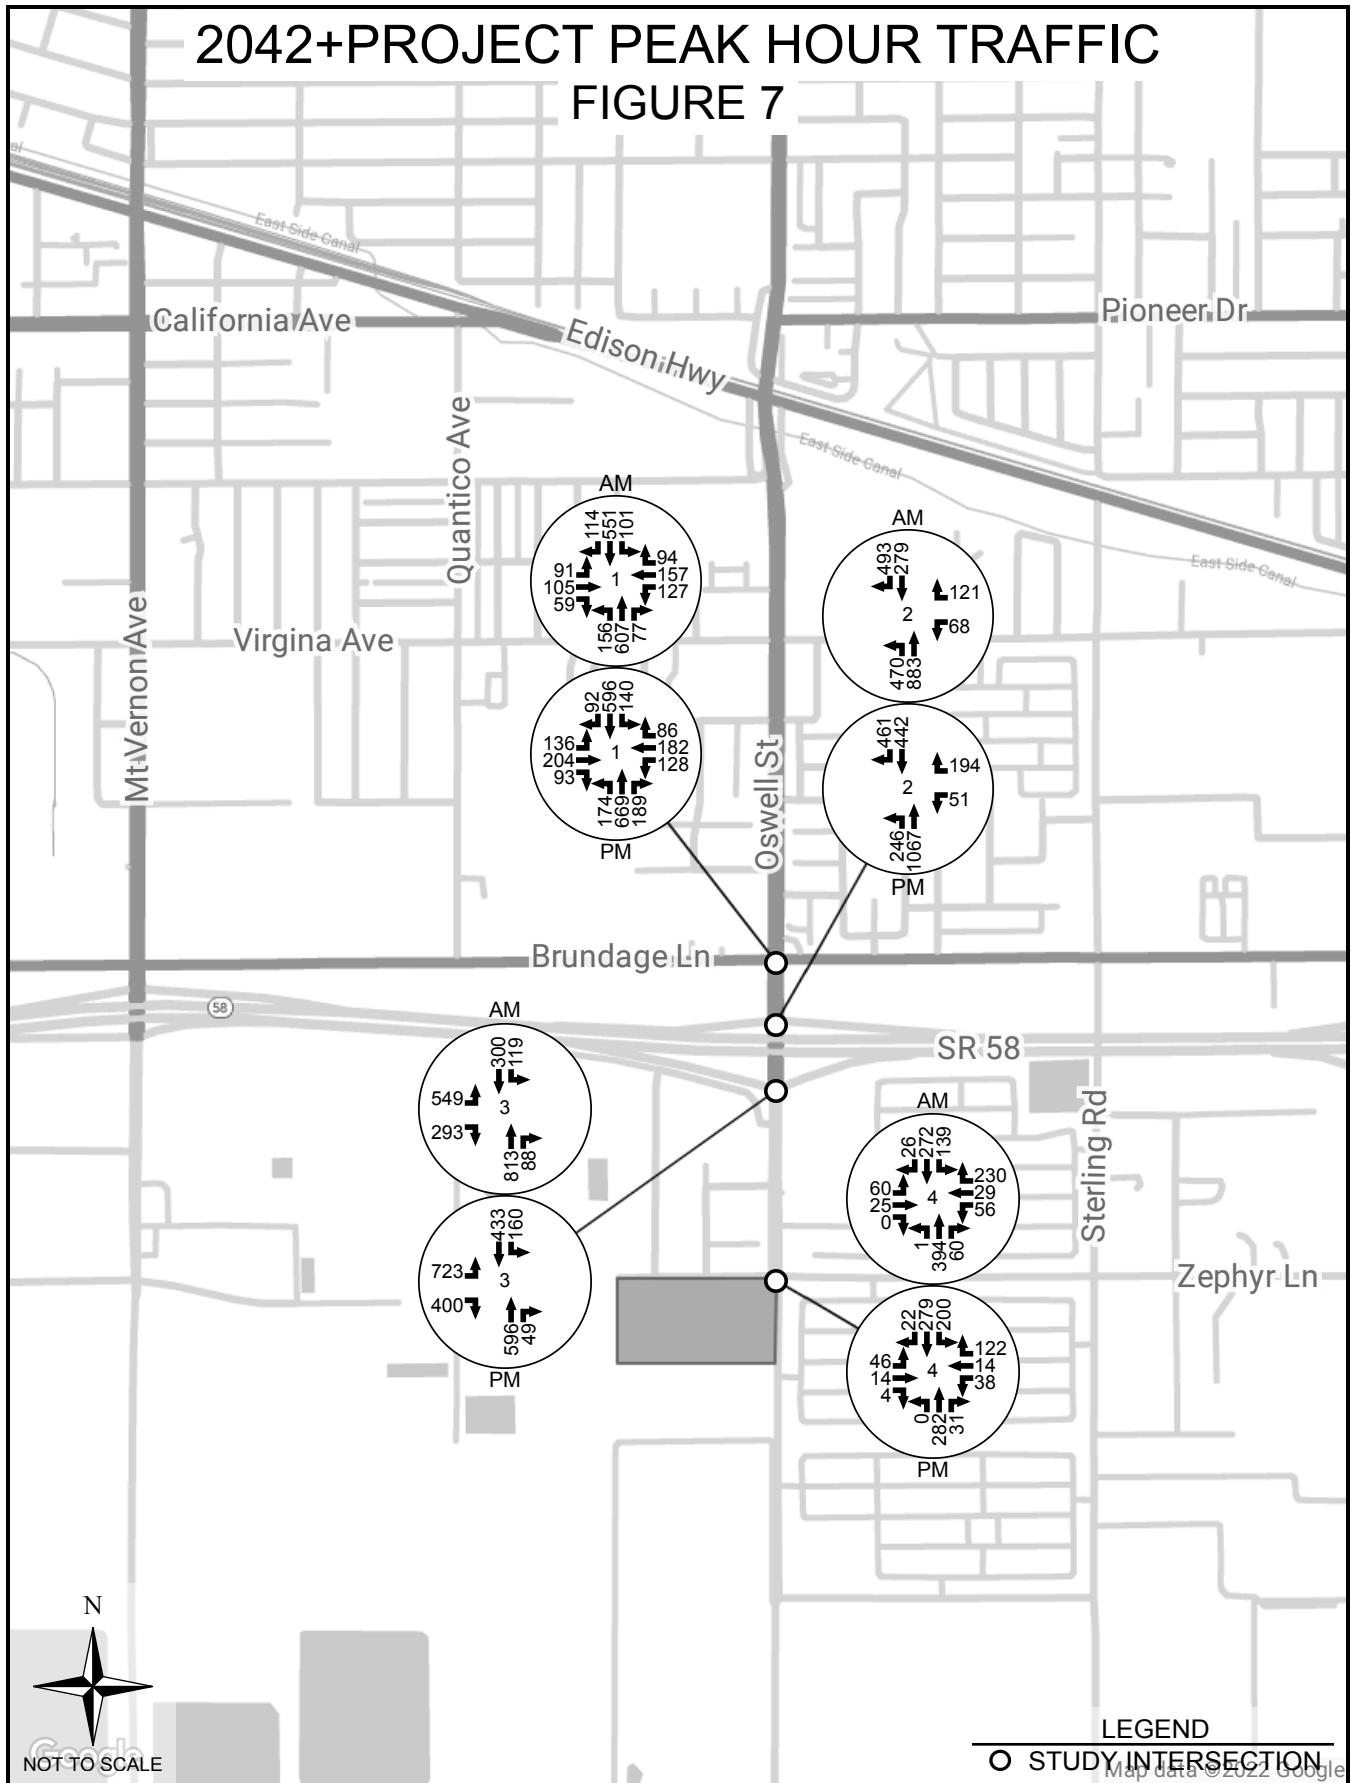 2042+PROJECT PEAK HOUR TRAFFIC
FIGURE 7
al
East Side Canal
California Ave
Edison Hwy
Pioneer Dr
Quantico Ave
East Side Canal
East Side Canal
AM
114
551
101
91
105
59
1
94
157
127
156
607
77
AM
493
279
121
2
68
470
883
Mt Vernon Ave
Virgina Ave
92
596
140
136
204
93
1
86
182
128
174
669
189
PM
Oswell St
461
442
194
2
51
246
1067
PM
Brundage Ln
58
SR 58
AM
300
119
549
3
293
813
88
433
160
723
3
400
596
49
PM
AM
26
272
139
60
25
0
4
230
29
56
1
394
60
Sterling Rd
Zephyr Ln
22
279
200
46
14
4
4
122
14
38
0
282
31
PM
N
Google
NOT TO SCALE
LEGEND
STUDY INTERSECTION
Map data ©2022 Google